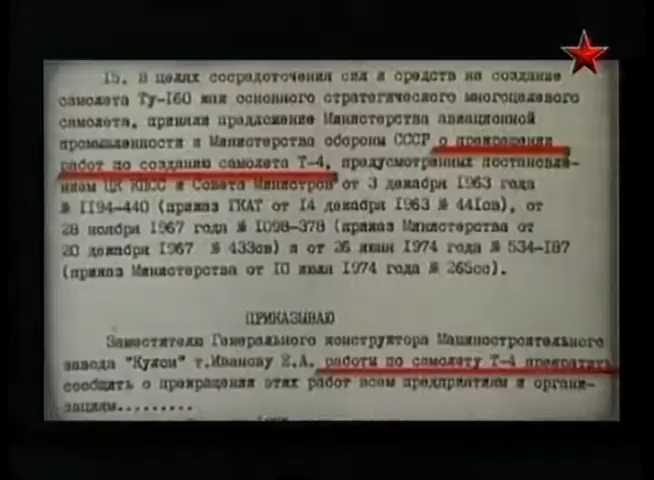 15. В целях сосредоточения сил и средств на создание
самолета Ту-160 как основного стратегического многоцелевого
самолета, приняли предложение Министерства авиационной
промышленности и Министерства обороны СССР о прекращении
работ по созданию самолета Т-4, предусмотренных постановле-
нием ЦК КПСС и Совета Министров от 3 декабря 1963 года
№ 1194-440 (приказ ГКАТ от 14 декабря 1963 № 441ов), от
28 ноября 1967 года № 1098-378 (приказ Министерства от
20 декабря 1967 № 433ов) и от 26 июня 1974 года № 534-187
(приказ Министерства от 10 июля 1974 года № 265сс).
ПРИКАЗЫВАЮ
Заместителю Генерального конструктора Машиностроительного
завода "Кулон" т.Иванову Е.А. работы по самолету Т-4 прекратить
сообщить о прекращении этих работ всем предприятиям и органи-
зациям.........